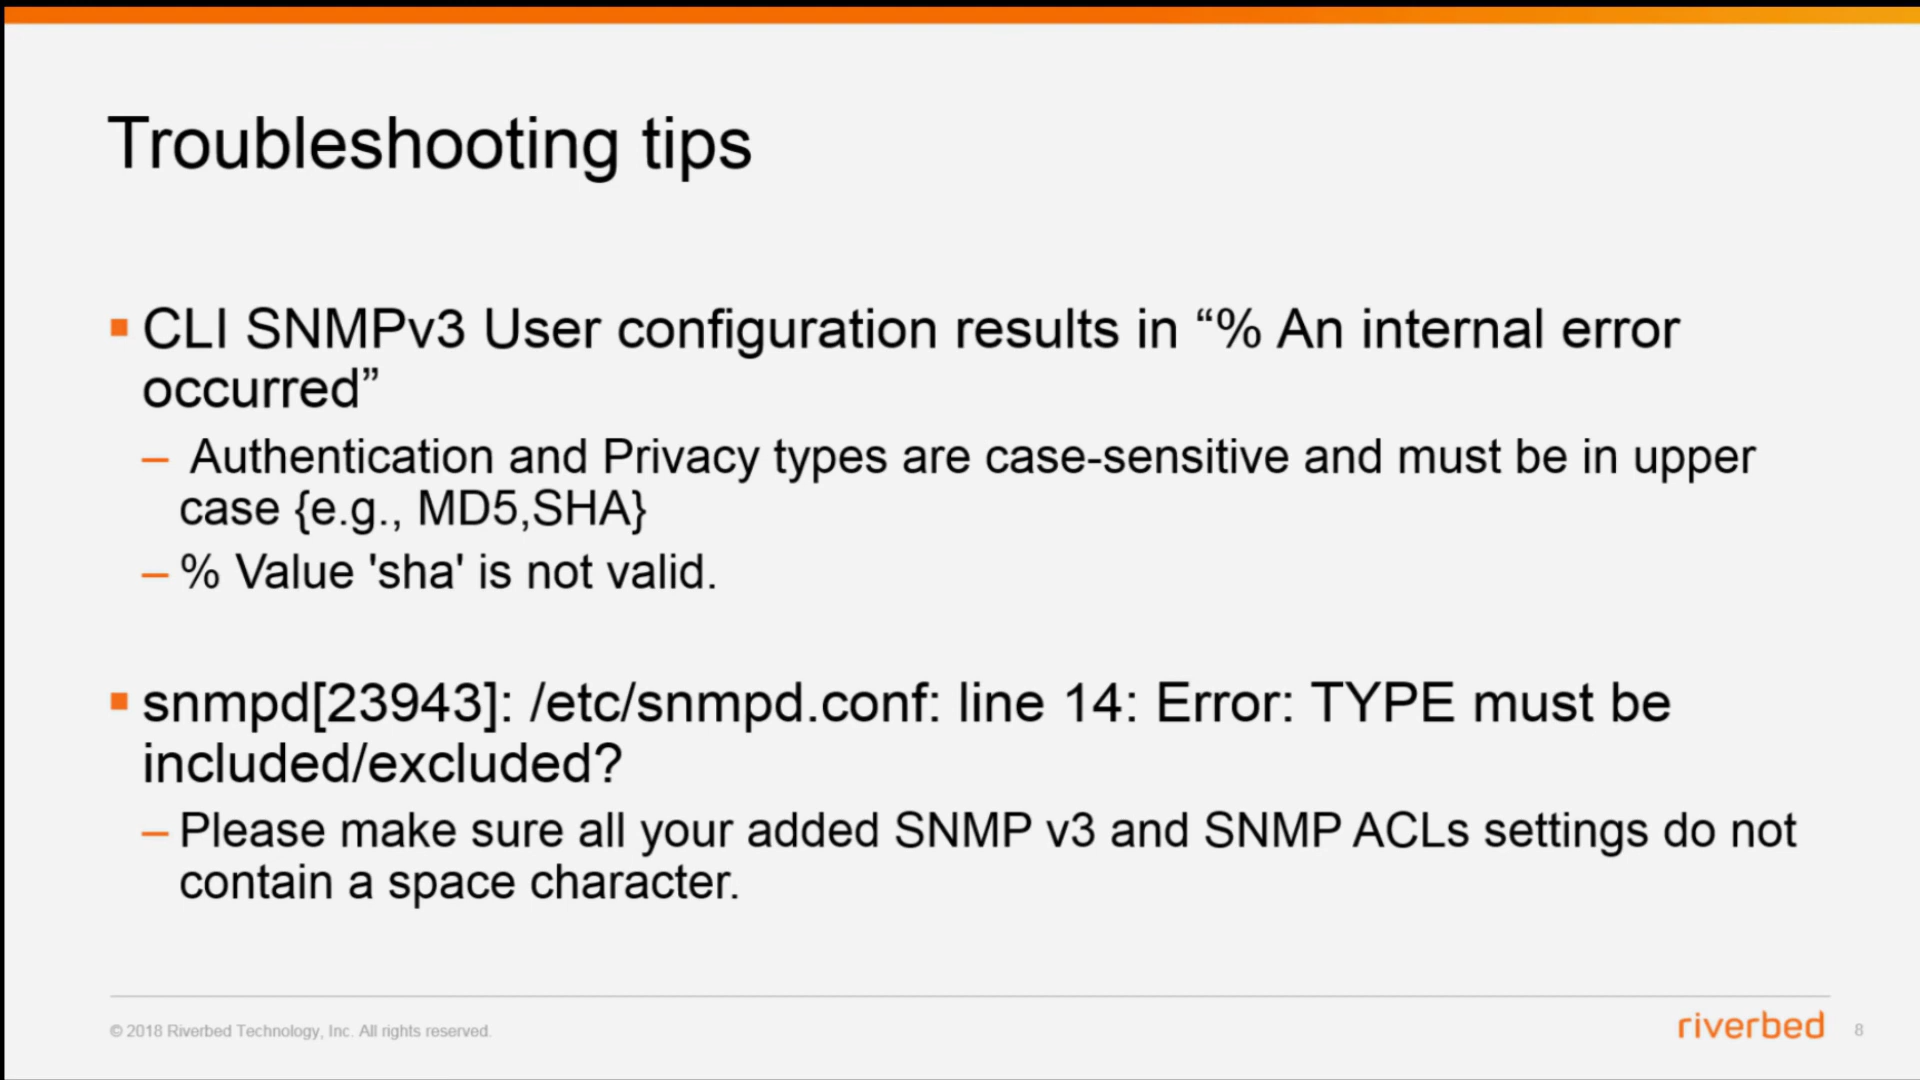 Troubleshooting tips
CLI SNMPv3 User configuration results in “% An internal error
occurred”
– Authentication and Privacy types are case-sensitive and must be in upper
case {e.g., MD5,SHA}
– % Value 'sha' is not valid.
snmpd[23943]: /etc/snmpd.conf: line 14: Error: TYPE must be
included/excluded?
– Please make sure all your added SNMP v3 and SNMP ACLs settings do not
contain a space character.
© 2018 Riverbed Technology, Inc. All rights reserved.
riverbed 8